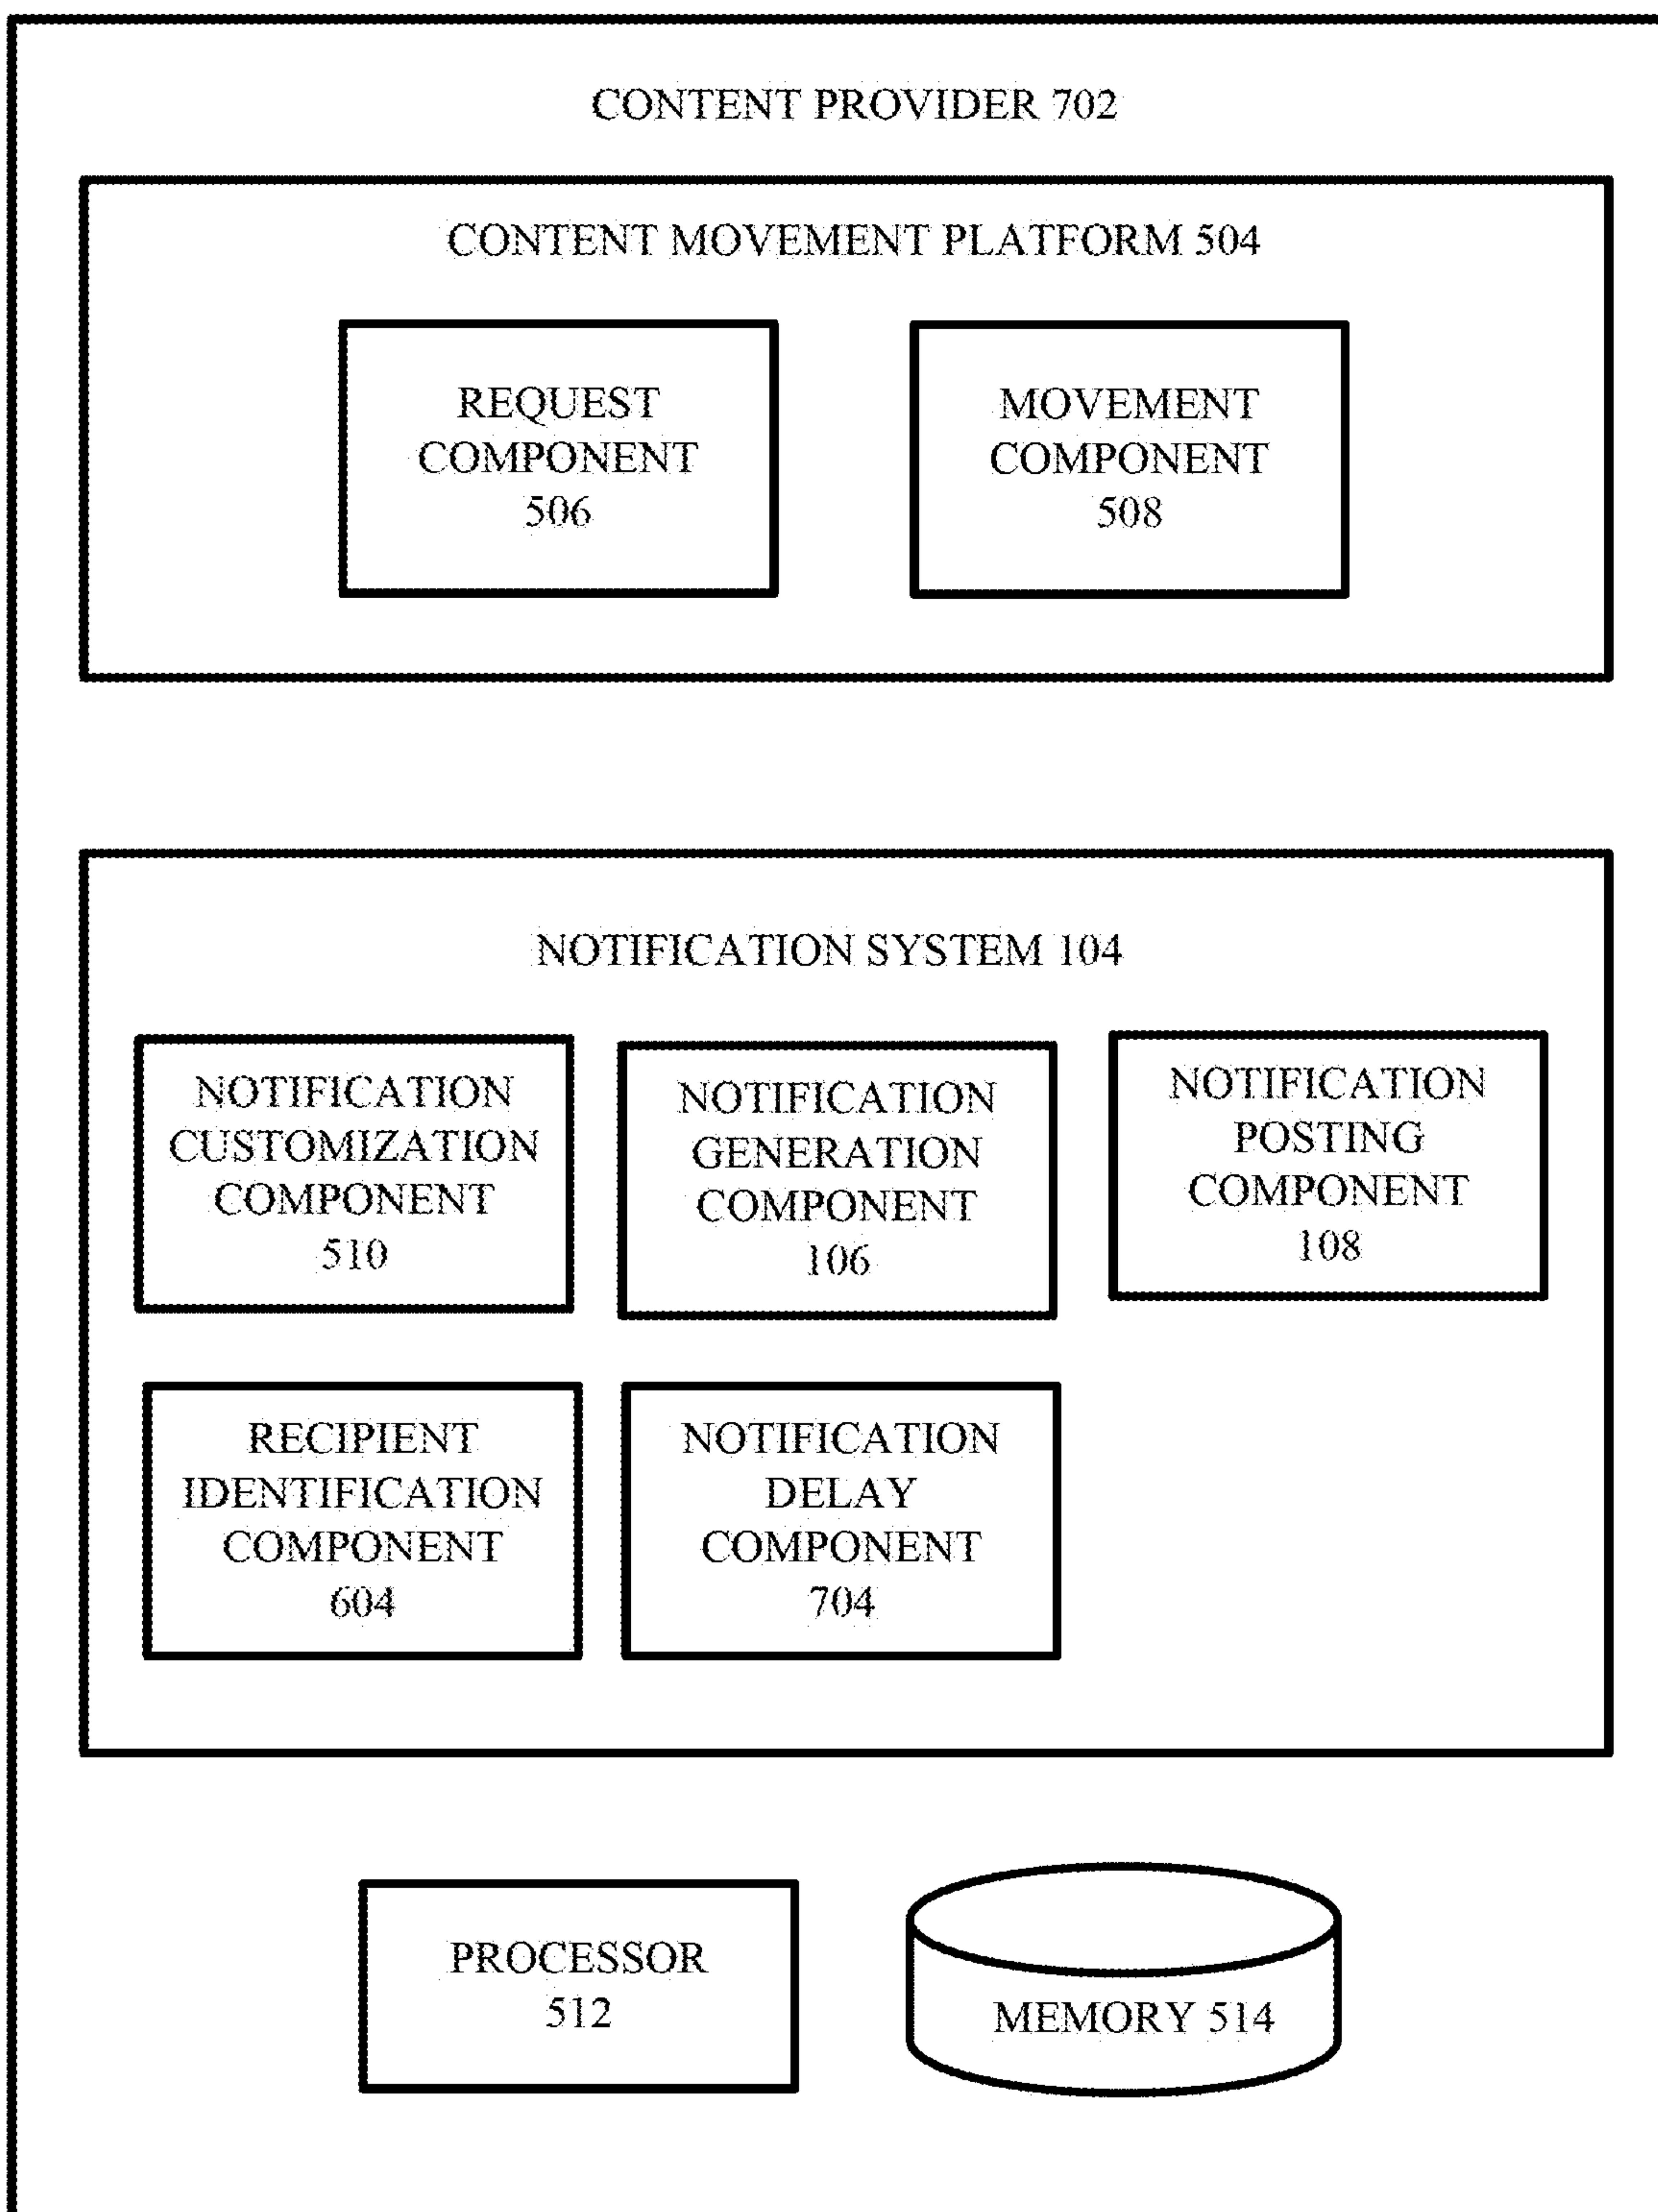 CONTENT PROVIDER 702
CONTENT MOVEMENT PLATFORM 504
REQUEST
COMPONENT
506
MOVEMENT
COMPONENT
508
NOTIFICATION SYSTEM 104
NOTIFICATION
CUSTOMIZATION
COMPONENT
510
NOTIFICATION
GENERATION
COMPONENT
106
NOTIFICATION
POSTING
COMPONENT
108
RECIPIENT
IDENTIFICATION
COMPONENT
604
NOTIFICATION
DELAY
COMPONENT
704
PROCESSOR
512
MEMORY 514